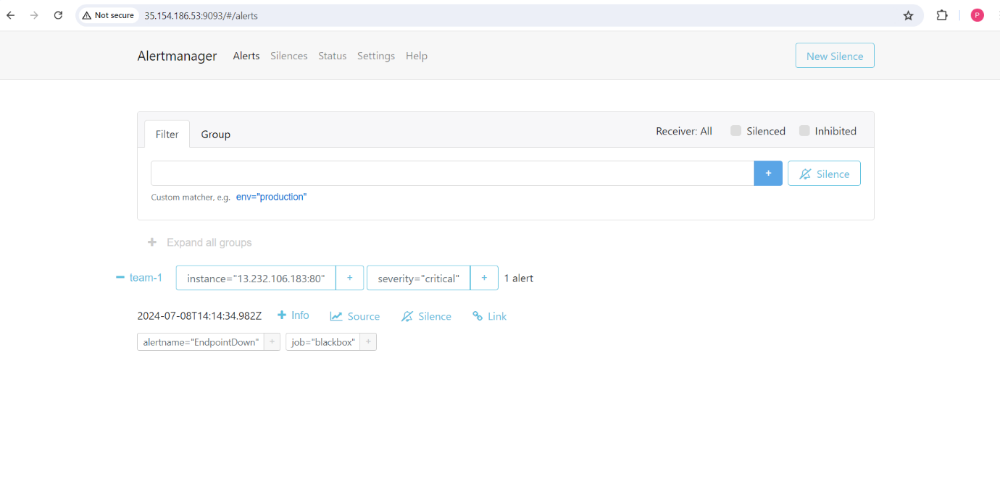 Not secure 35.154.186.53:9093/#/alerts P
Alertmanager Alerts Silences Status Settings Help New Silence
Filter Group Receiver: All Silenced Inhibited
+ Silence
Custom matcher, e.g. env="production"
+ Expand all groups
− team-1 instance="13.232.106.183:80" + severity="critical" + 1 alert
2024-07-08T14:14:34.982Z + Info Source Silence Link
alertname="EndpointDown" + job="blackbox" +